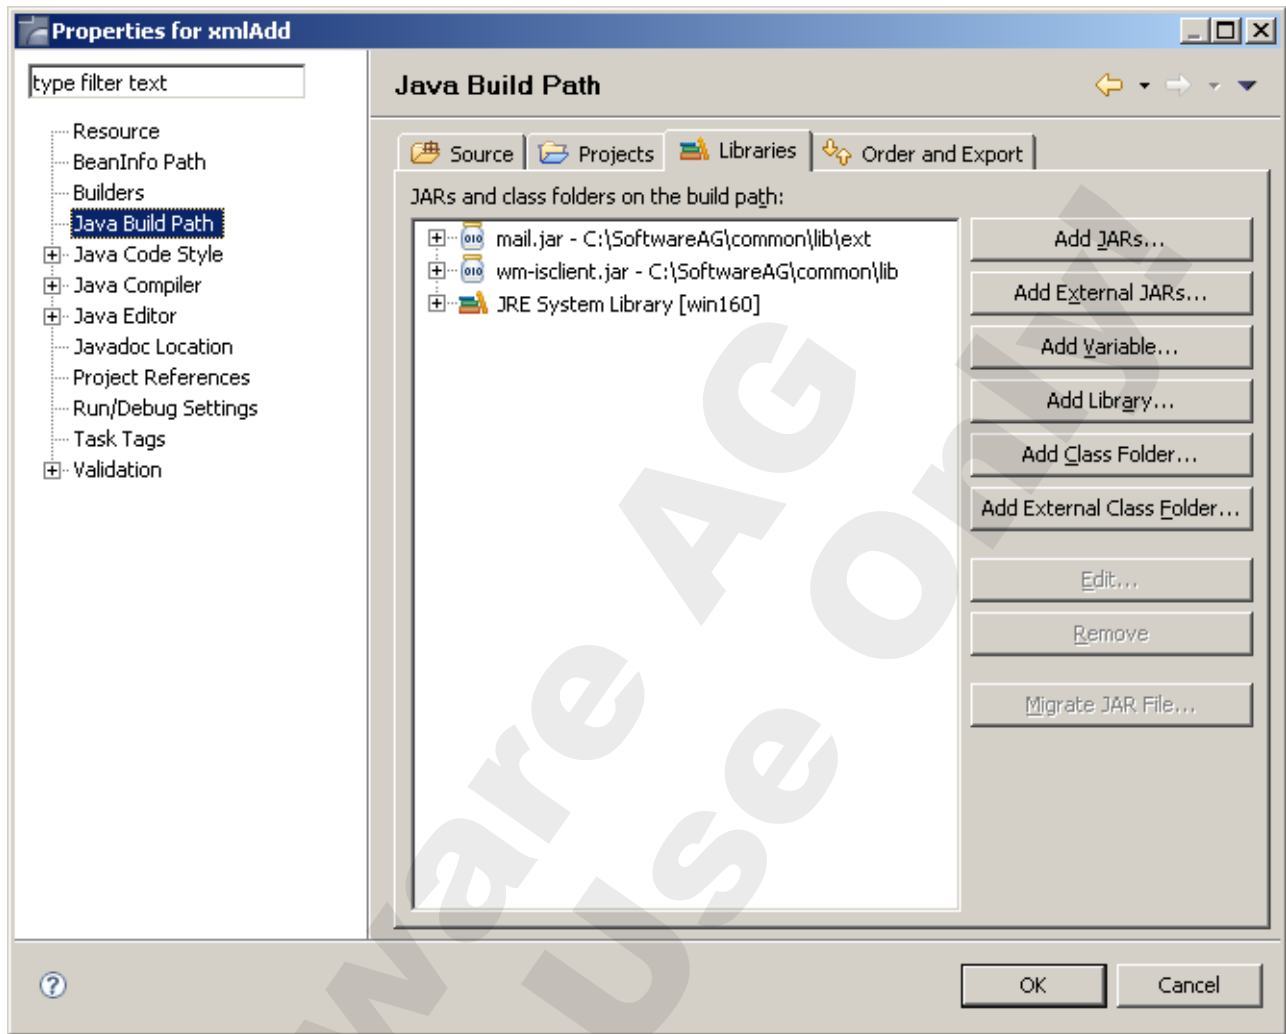 Properties for xmlAdd
type filter text
Resource
BeanInfo Path
Builders
Java Build Path
Java Code Style
Java Compiler
Java Editor
Javadoc Location
Project References
Run/Debug Settings
Task Tags
Validation
Java Build Path
Source Projects Libraries Order and Export
JARs and class folders on the build path:
mail.jar - C:\SoftwareAG\common\lib\ext
wm-isclient.jar - C:\SoftwareAG\common\lib
JRE System Library [win160]
Add JARs...
Add External JARs...
Add Variable...
Add Library...
Add Class Folder...
Add External Class Folder...
Edit...
Remove
Migrate JAR File...
OK Cancel
ware AG
Use Only!